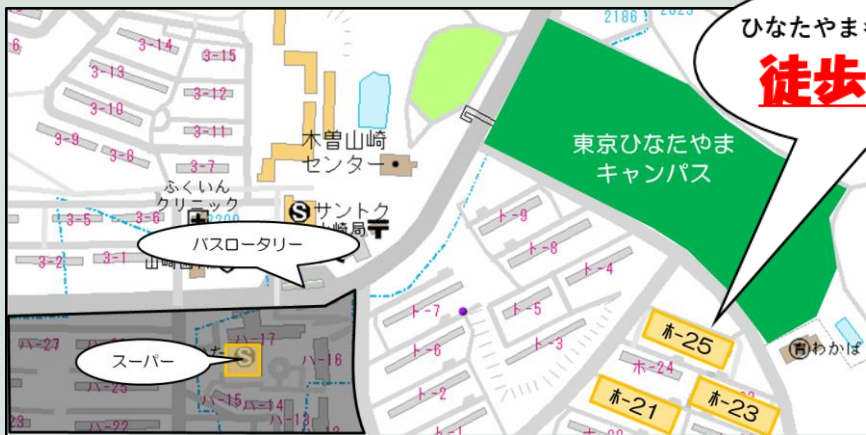 2186
ひなたやま
徒歩
3-14
3-15
3-13
3-12
3-10
3-11
3-9
3-8
3-7
木曽山崎
センター
東京ひなたやま
キャンパス
ふくいん
クリニック
サントク
バスロータリー
3-5
3-6
3-2
3-1
ト-9
ト-8
ト-4
ト-7
ト-5
ト-6
ト-3
ト-2
ト-1
ハ-27
ハ-17
ハ-16
スーパー
ハ-25
ハ-15
ハ-14
ハ-13
ハ-22
ホ-25
ホ-24
ホ-21
ホ-23
わかば